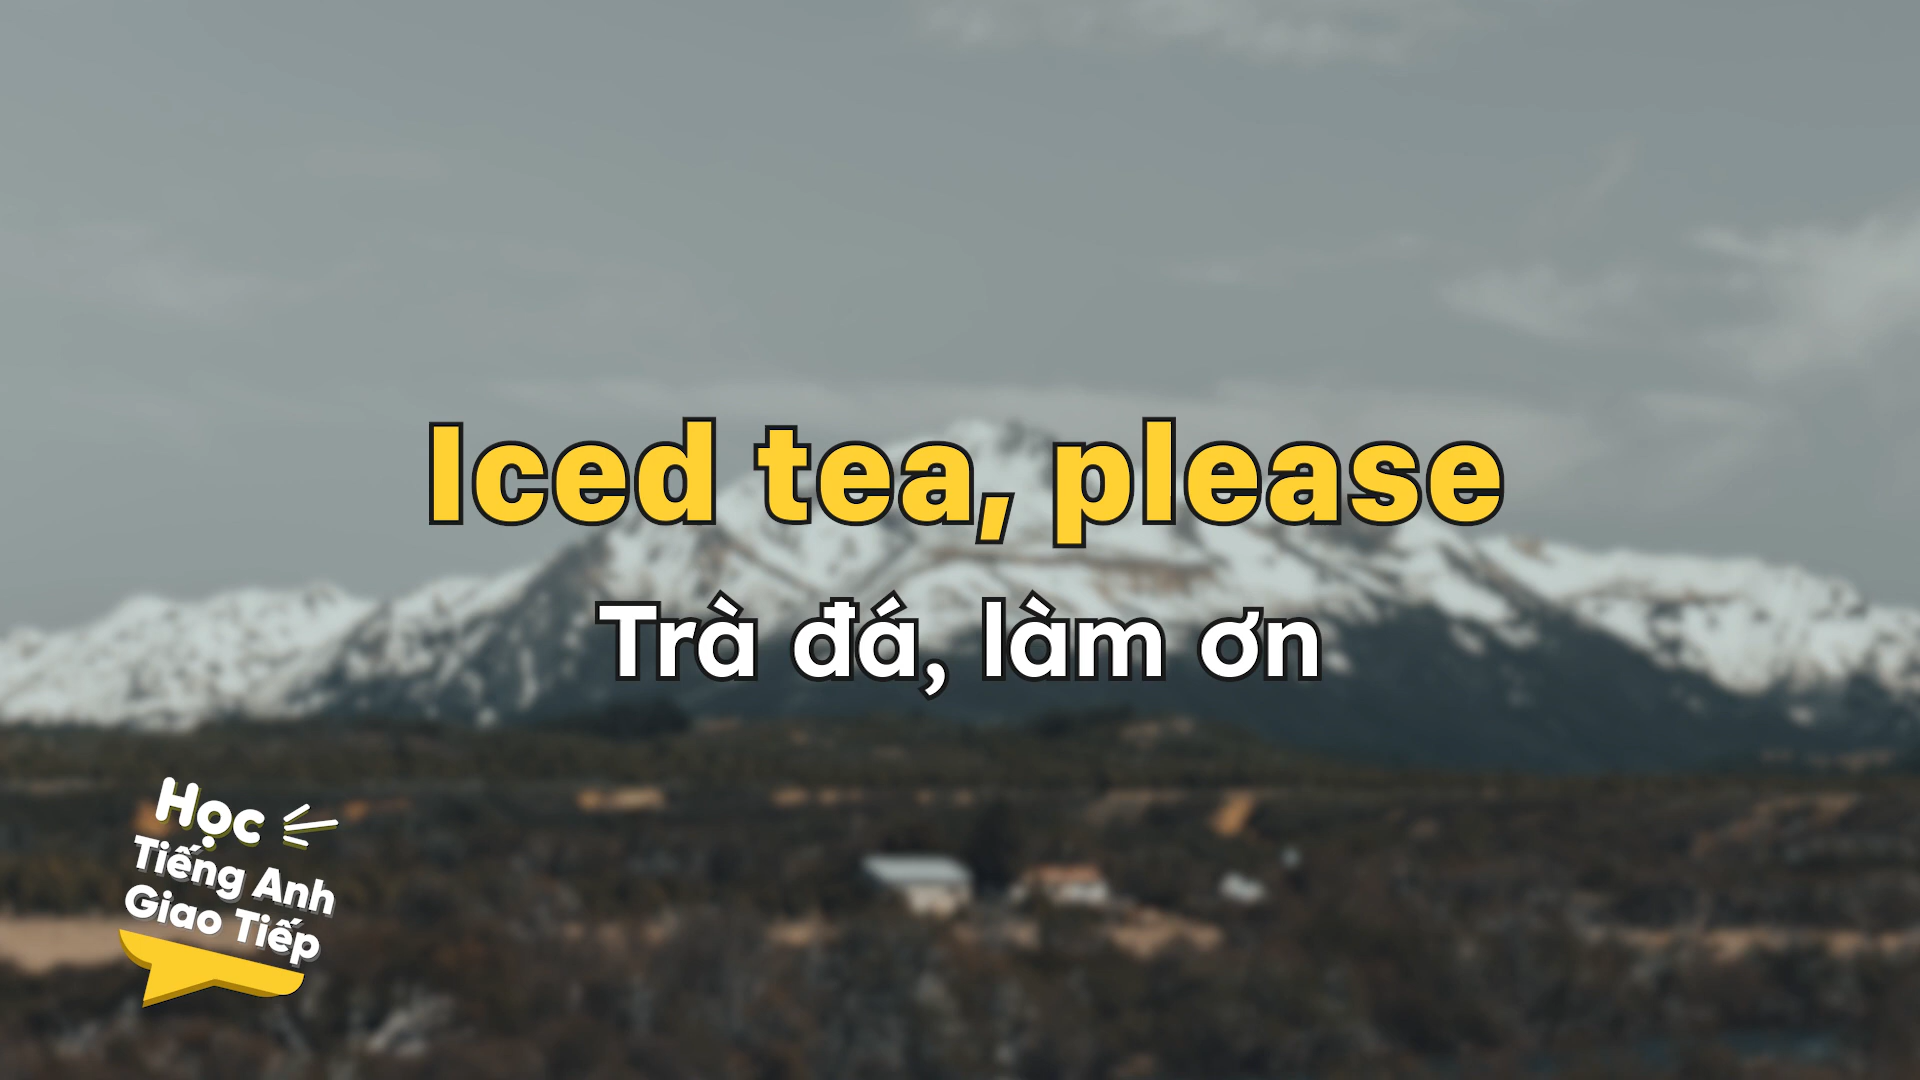 Iced tea, please
Trà đá, làm ơn
Học
Tiếng Anh
Giao Tiếp